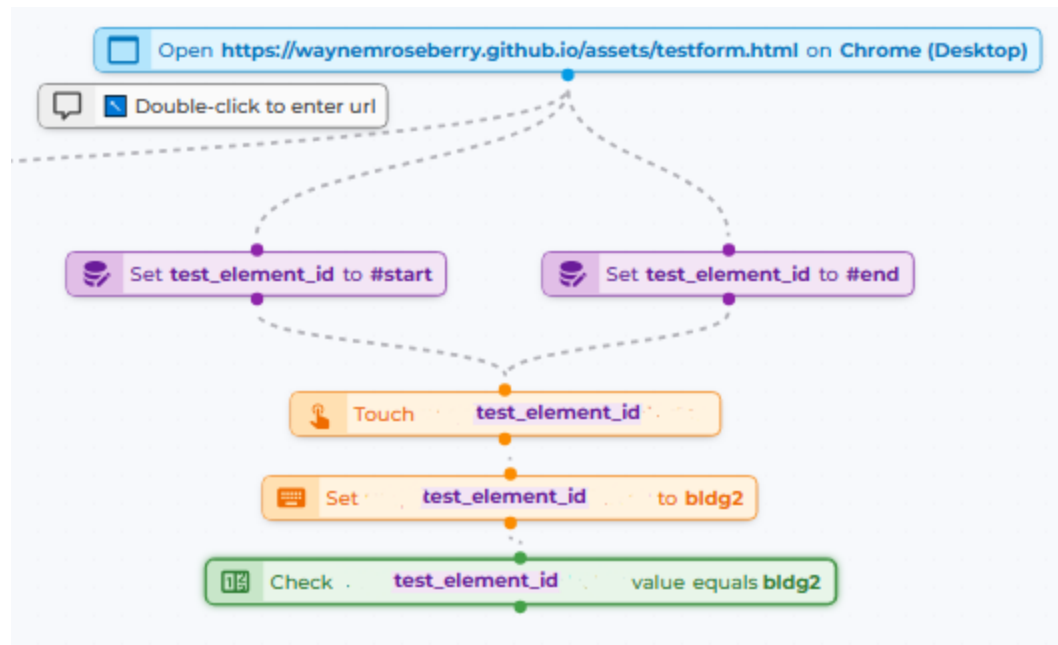 Open https://waynemroseberry.github.io/assets/testform.html on Chrome (Desktop)
Double-click to enter url
Set test_element_id to #start
Set test_element_id to #end
Touch test_element_id
Set test_element_id to bldg2
Check test_element_id value equals bldg2